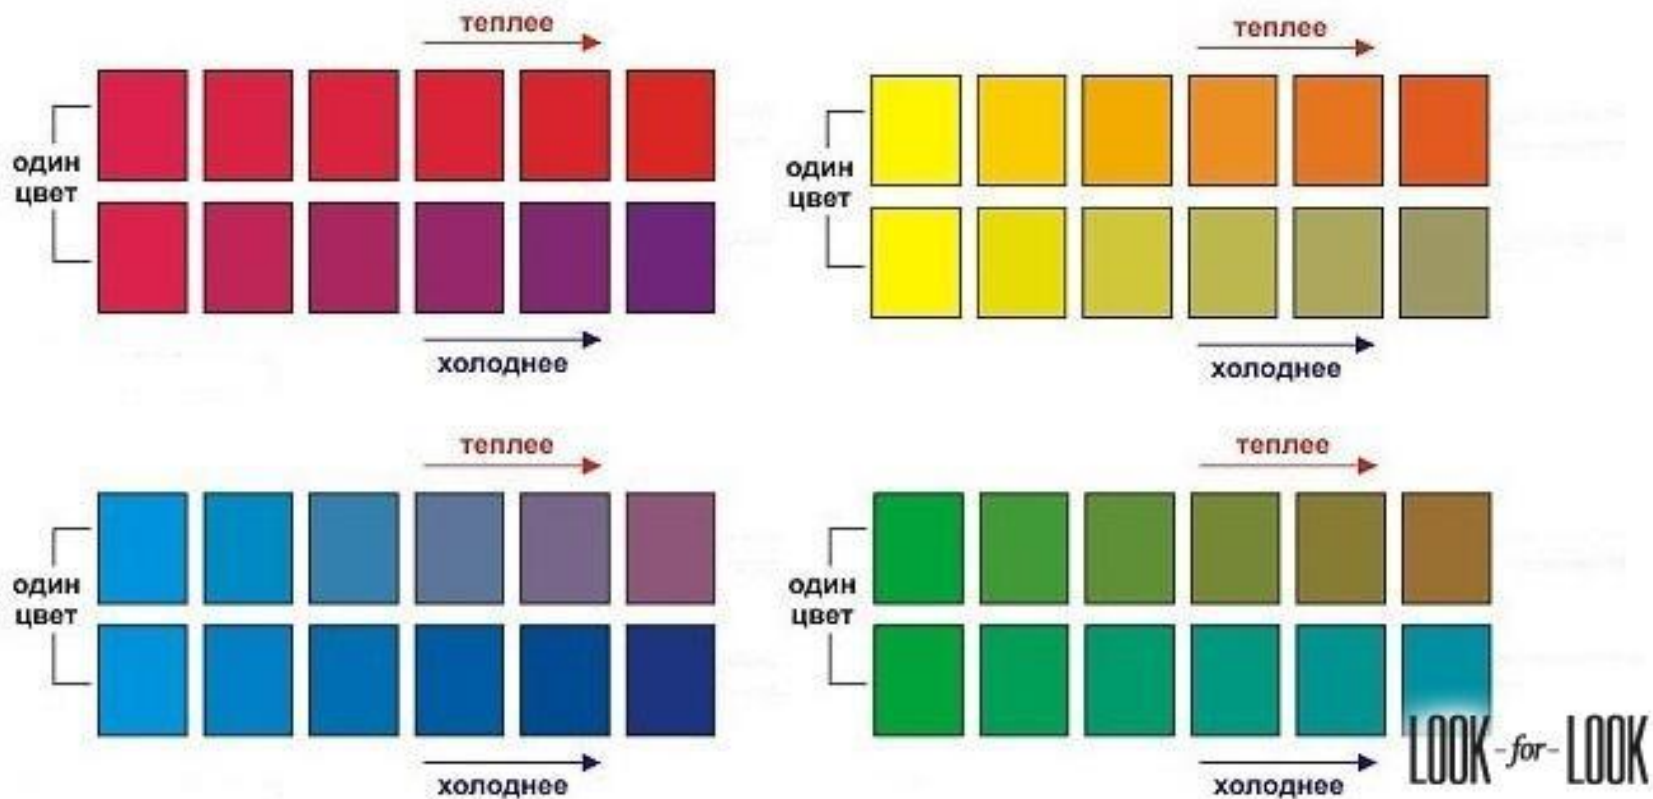 теплее
один
цвет
холоднее
теплее
один
цвет
холоднее
теплее
один
цвет
холоднее
теплее
один
цвет
холоднее
LOOK-for-LOOK